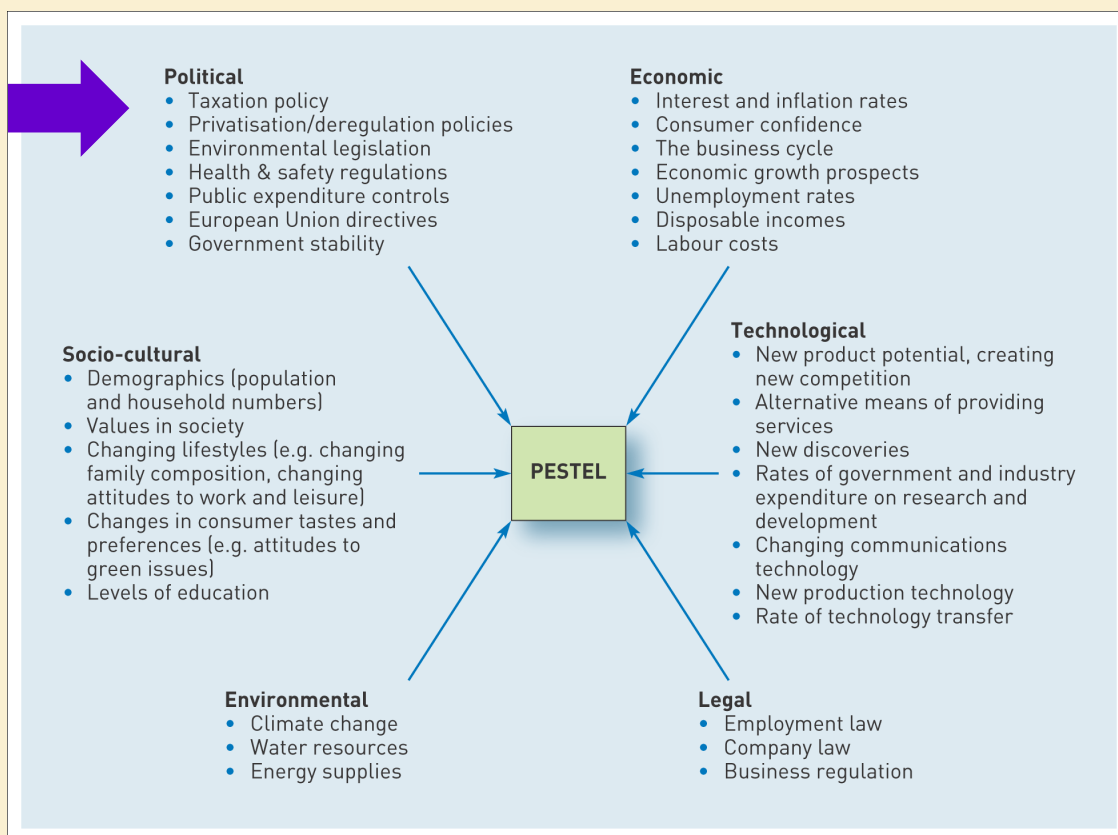 Political
• Taxation policy
• Privatisation/deregulation policies
• Environmental legislation
• Health & safety regulations
• Public expenditure controls
• European Union directives
• Government stability
Economic
• Interest and inflation rates
• Consumer confidence
• The business cycle
• Economic growth prospects
• Unemployment rates
• Disposable incomes
• Labour costs
Socio-cultural
• Demographics (population
and household numbers)
• Values in society
• Changing lifestyles (e.g. changing
family composition, changing
attitudes to work and leisure)
• Changes in consumer tastes and
preferences (e.g. attitudes to
green issues)
• Levels of education
PESTEL
Technological
• New product potential, creating
new competition
• Alternative means of providing
services
• New discoveries
• Rates of government and industry
expenditure on research and
development
• Changing communications
technology
• New production technology
• Rate of technology transfer
Environmental
• Climate change
• Water resources
• Energy supplies
Legal
• Employment law
• Company law
• Business regulation